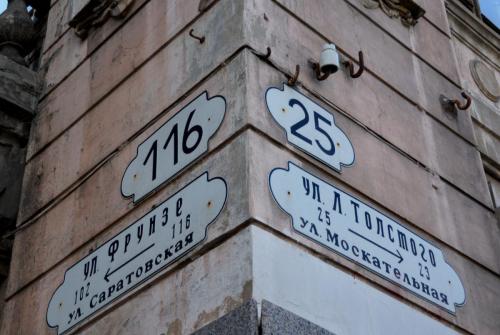 116
ул. ФРУНЗЕ
102 ← 116
ул. Саратовская
25
УЛ. Л. ТОЛСТОГО
25 → 23
ул. Москательная